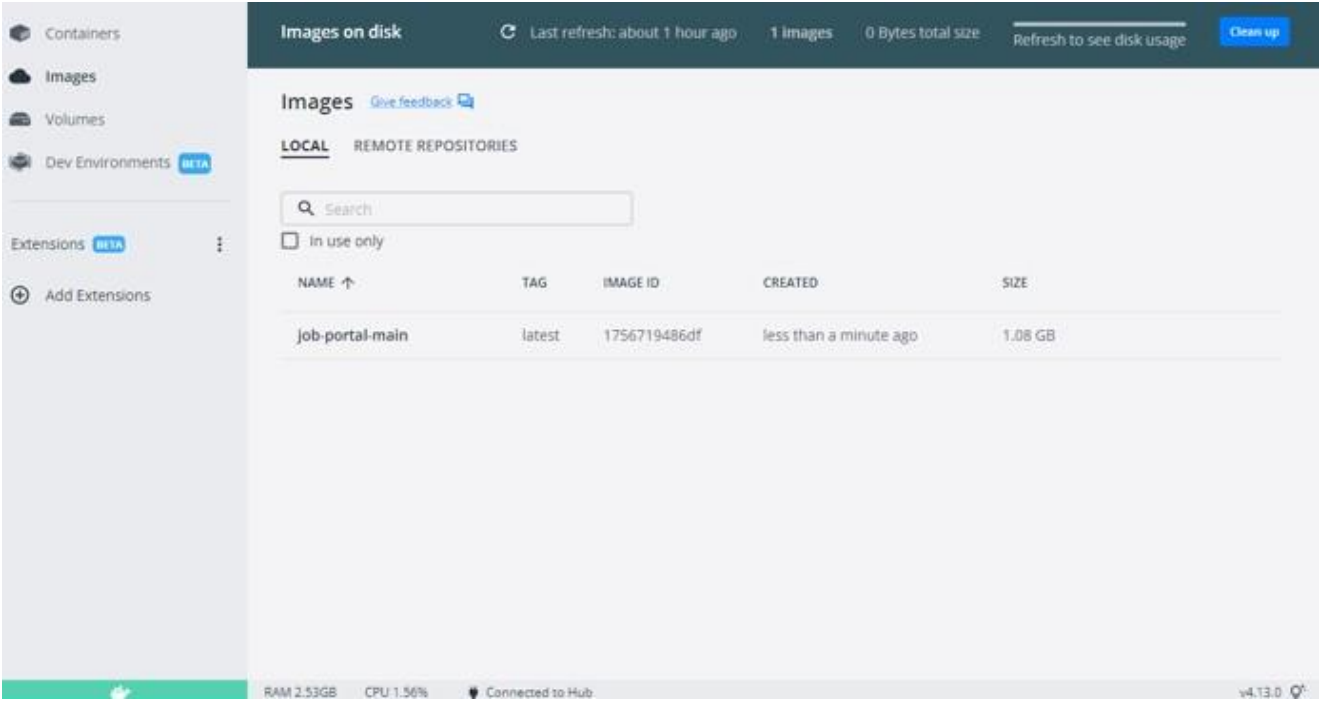 Containers
Images
Volumes
Dev Environments BETA
Extensions BETA
Add Extensions
Images on disk Last refresh: about 1 hour ago 1 images 0 Bytes total size Refresh to see disk usage Clean up
Images Give feedback
LOCAL REMOTE REPOSITORIES
Search
In use only
NAME TAG IMAGE ID CREATED SIZE
job-portal-main latest 1756719486df less than a minute ago 1.08 GB
RAM 2.53GB CPU 1.56% Connected to Hub v4.13.0